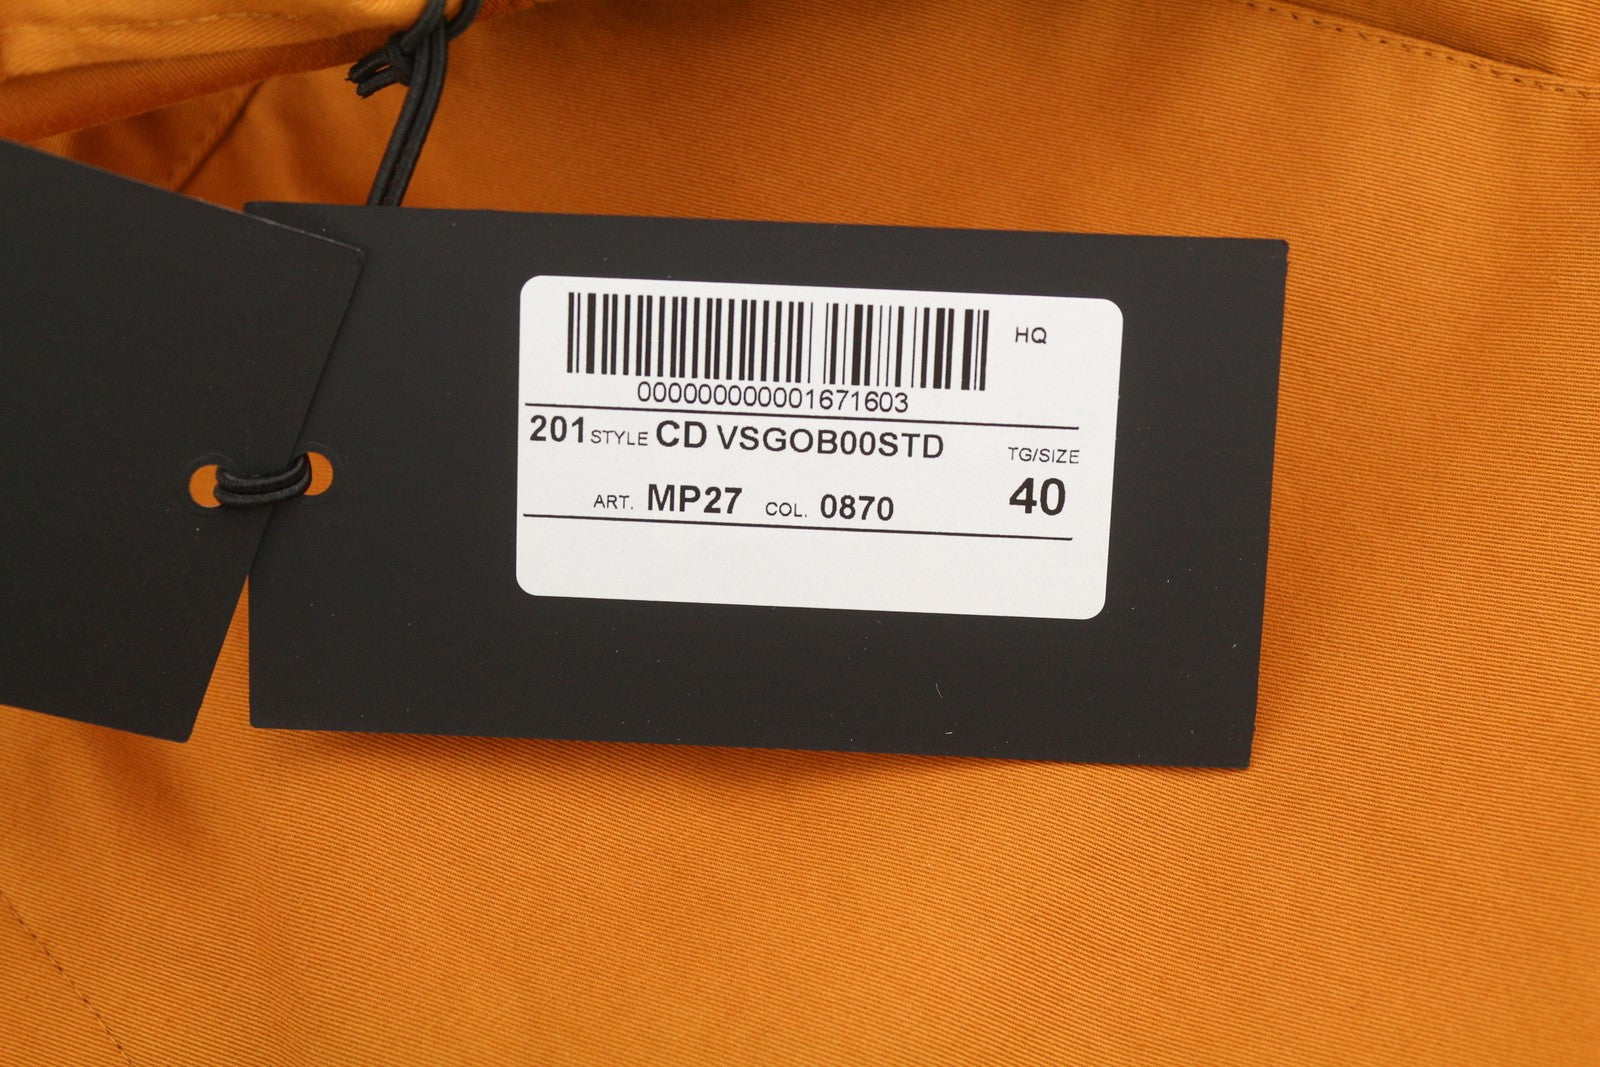 HQ
000000000001671603
201 STYLE CD VSGOB00STD
TG/SIZE
ART. MP27 COL. 0870
40